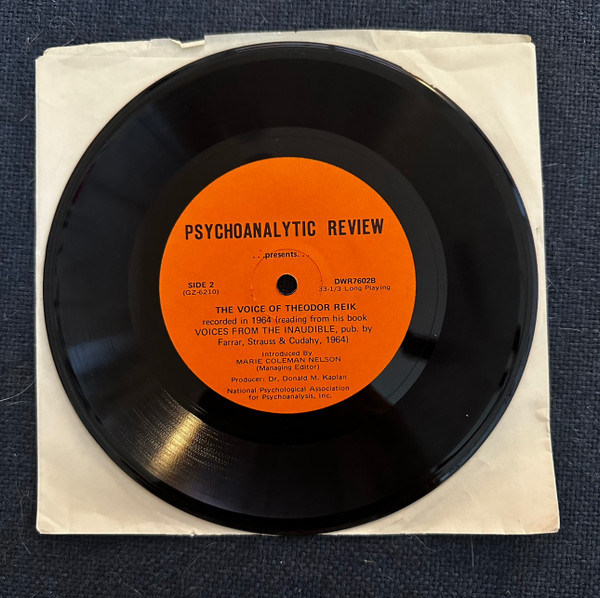 PSYCHOANALYTIC REVIEW
...presents...
SIDE 2
(GZ-6210)
DWR7602B
33-1/3 Long Playing
THE VOICE OF THEODOR REIK
recorded in 1964 (reading from his book
VOICES FROM THE INAUDIBLE, pub. by
Farrar, Strauss & Cudahy, 1964)
Introduced By
MARIE COLEMAN NELSON
(Managing Editor)
Producer: Dr. Donald M. Kaplan
National Psychological Association
for Psychoanalysis, Inc.